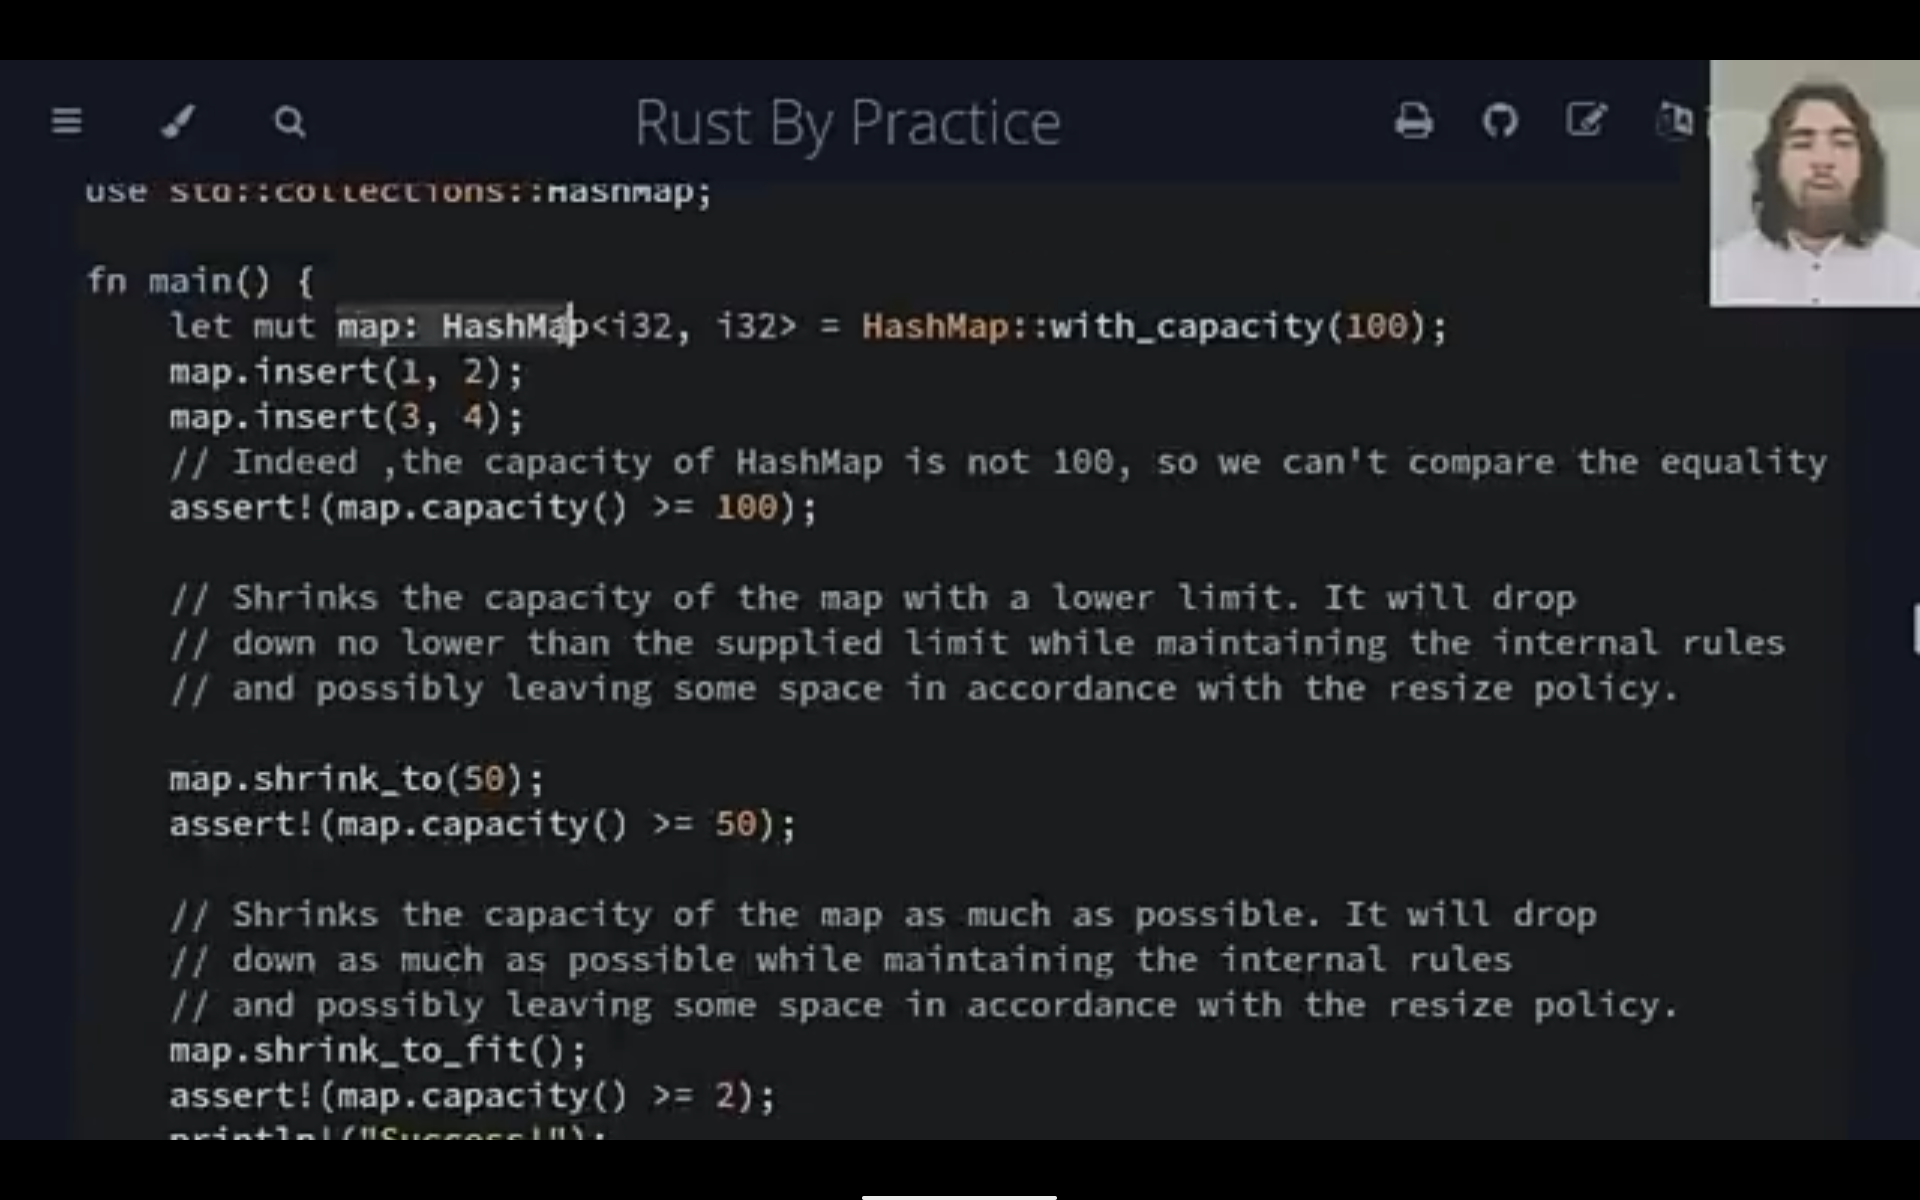 Rust By Practice
use std::collections::HashMap;
fn main() {
let mut map: HashMap<i32, i32> = HashMap::with_capacity(100);
map.insert(1, 2);
map.insert(3, 4);
// Indeed ,the capacity of HashMap is not 100, so we can't compare the equality
assert!(map.capacity() >= 100);
// Shrinks the capacity of the map with a lower limit. It will drop
// down no lower than the supplied limit while maintaining the internal rules
// and possibly leaving some space in accordance with the resize policy.
map.shrink_to(50);
assert!(map.capacity() >= 50);
// Shrinks the capacity of the map as much as possible. It will drop
// down as much as possible while maintaining the internal rules
// and possibly leaving some space in accordance with the resize policy.
map.shrink_to_fit();
assert!(map.capacity() >= 2);
println!("Success!");